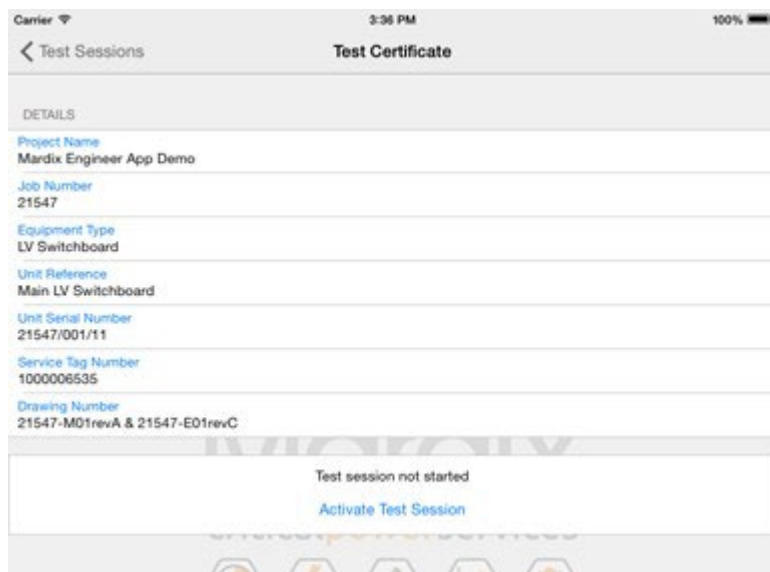 Carrier 3:36 PM 100%
Test Sessions Test Certificate
DETAILS
Project Name
Mardix Engineer App Demo
Job Number
21547
Equipment Type
LV Switchboard
Unit Reference
Main LV Switchboard
Unit Serial Number
21547/001/11
Service Tag Number
1000006535
Drawing Number
21547-M01revA & 21547-E01revC
Test session not started
Activate Test Session